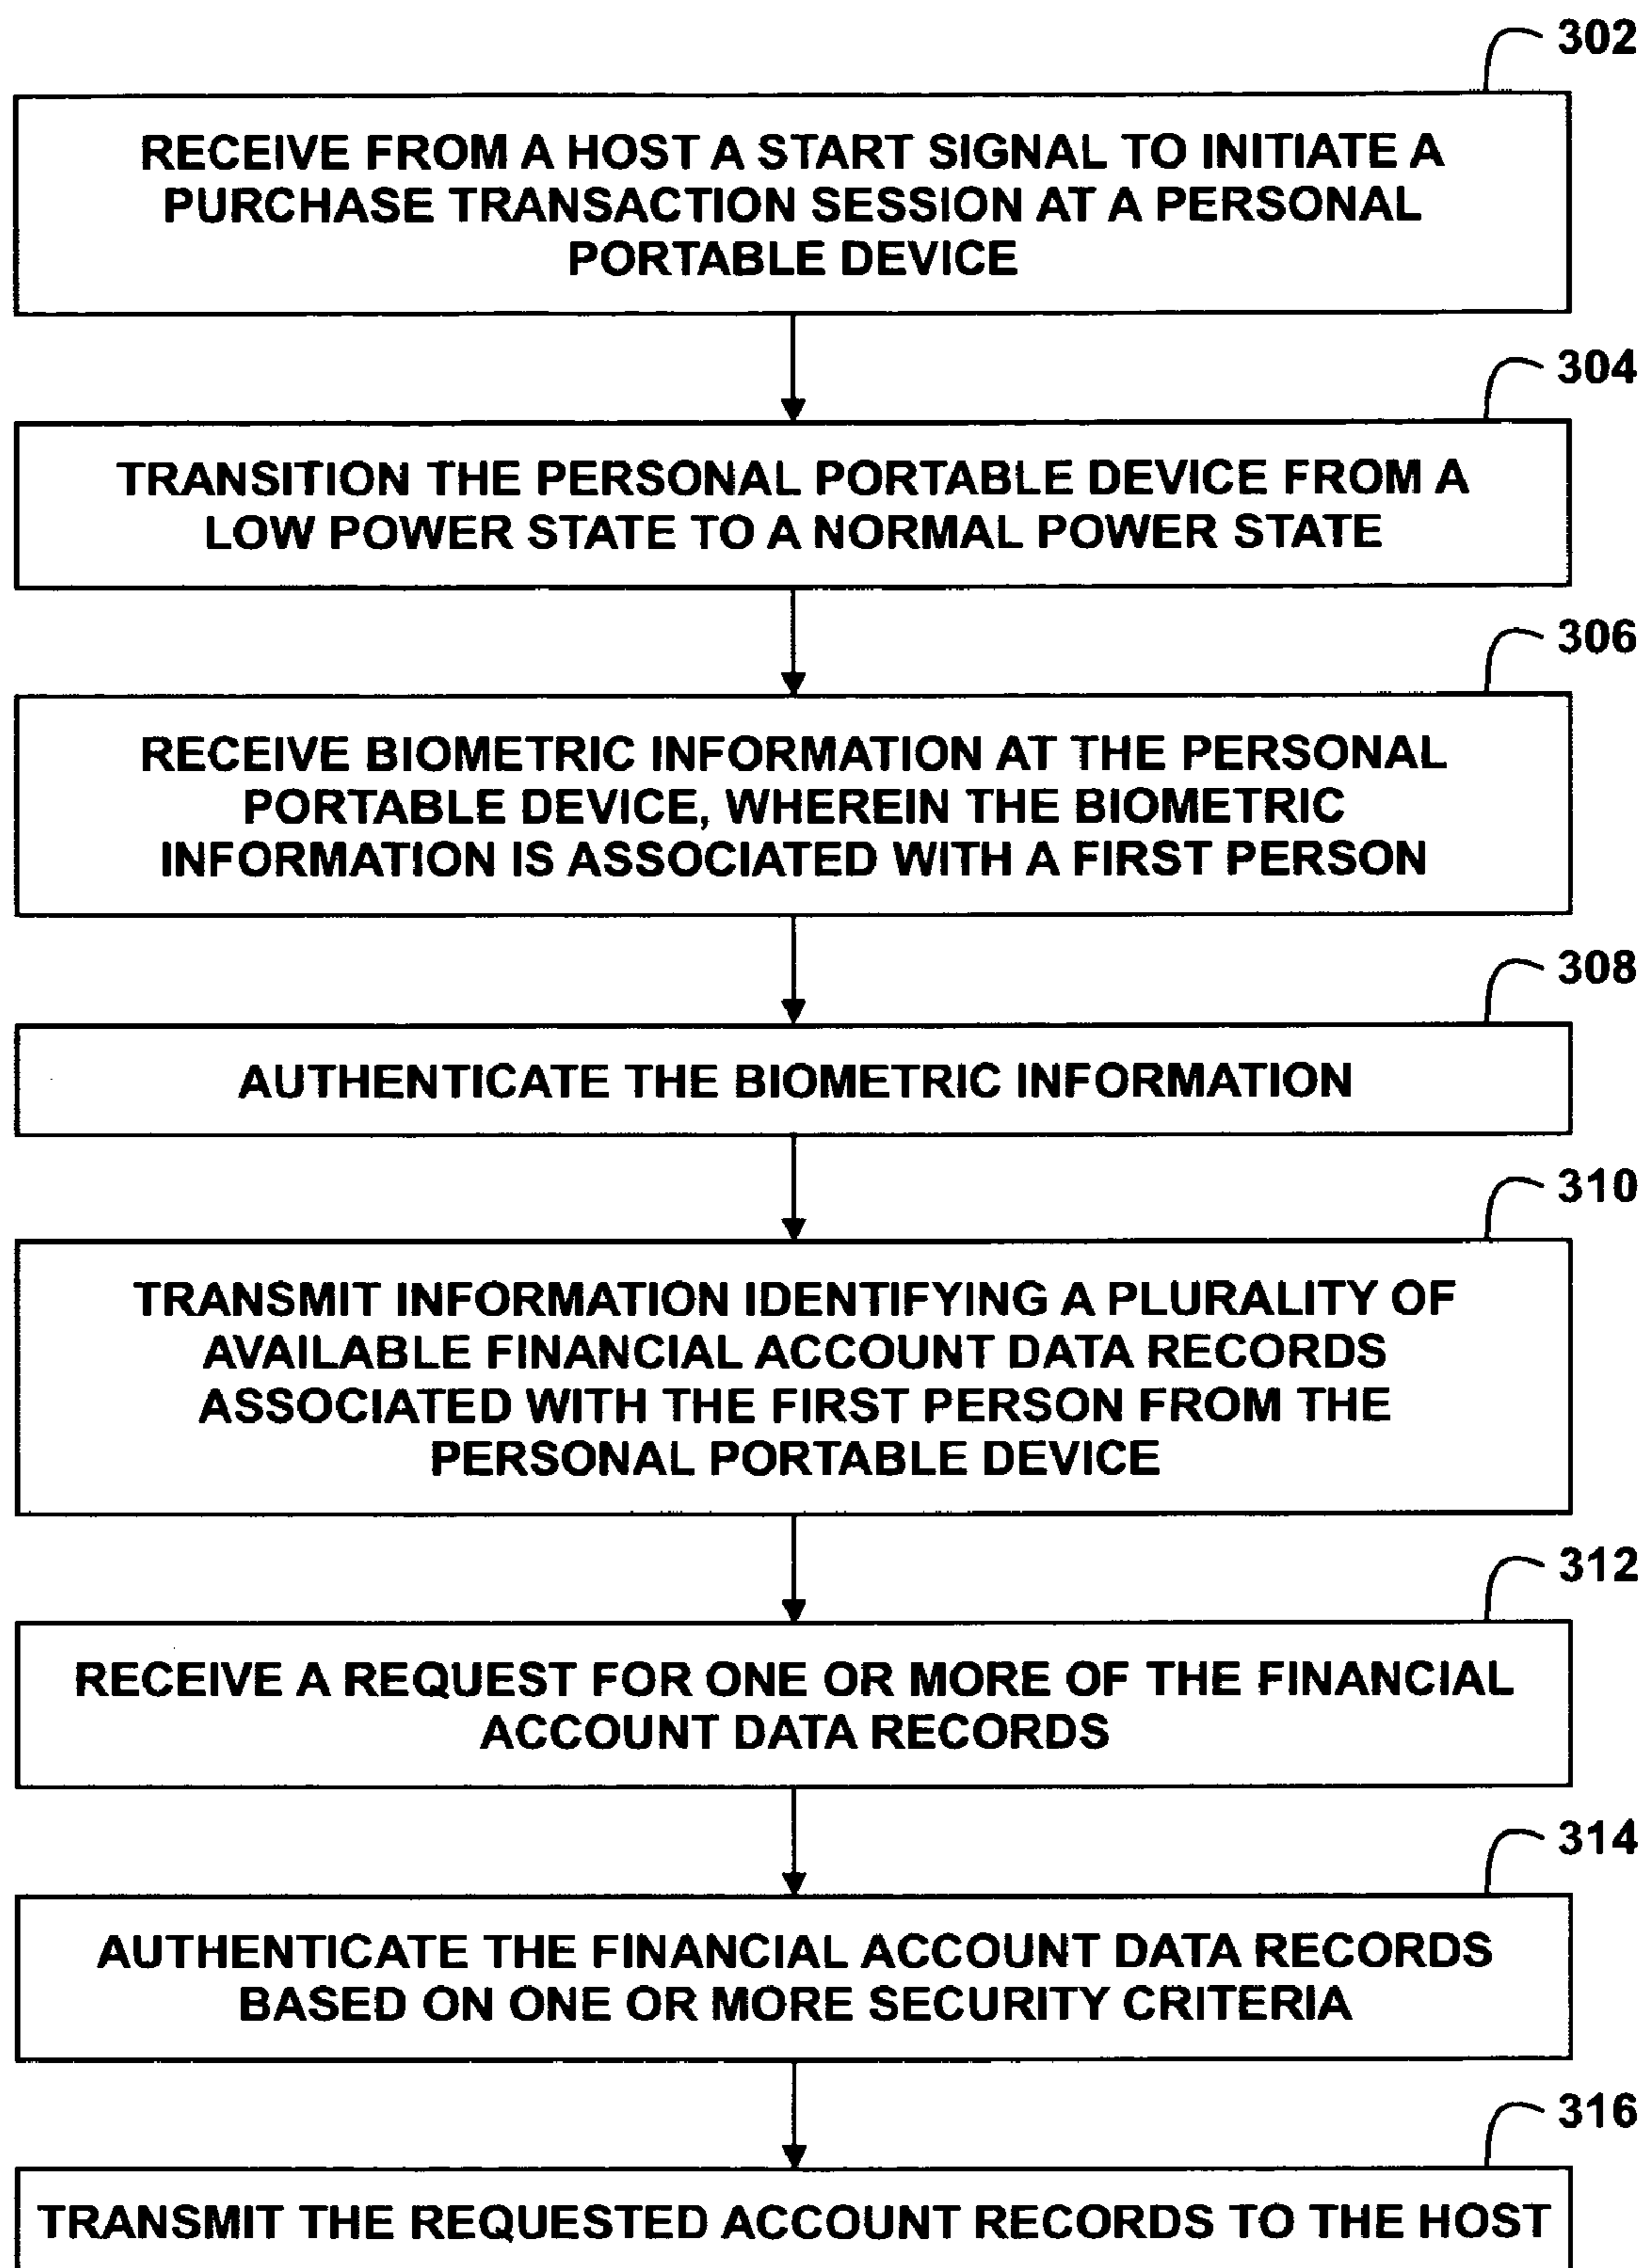 302
RECEIVE FROM A HOST A START SIGNAL TO INITIATE A
PURCHASE TRANSACTION SESSION AT A PERSONAL
PORTABLE DEVICE
304
TRANSITION THE PERSONAL PORTABLE DEVICE FROM A
LOW POWER STATE TO A NORMAL POWER STATE
306
RECEIVE BIOMETRIC INFORMATION AT THE PERSONAL
PORTABLE DEVICE, WHEREIN THE BIOMETRIC
INFORMATION IS ASSOCIATED WITH A FIRST PERSON
308
AUTHENTICATE THE BIOMETRIC INFORMATION
310
TRANSMIT INFORMATION IDENTIFYING A PLURALITY OF
AVAILABLE FINANCIAL ACCOUNT DATA RECORDS
ASSOCIATED WITH THE FIRST PERSON FROM THE
PERSONAL PORTABLE DEVICE
312
RECEIVE A REQUEST FOR ONE OR MORE OF THE FINANCIAL
ACCOUNT DATA RECORDS
314
AUTHENTICATE THE FINANCIAL ACCOUNT DATA RECORDS
BASED ON ONE OR MORE SECURITY CRITERIA
316
TRANSMIT THE REQUESTED ACCOUNT RECORDS TO THE HOST